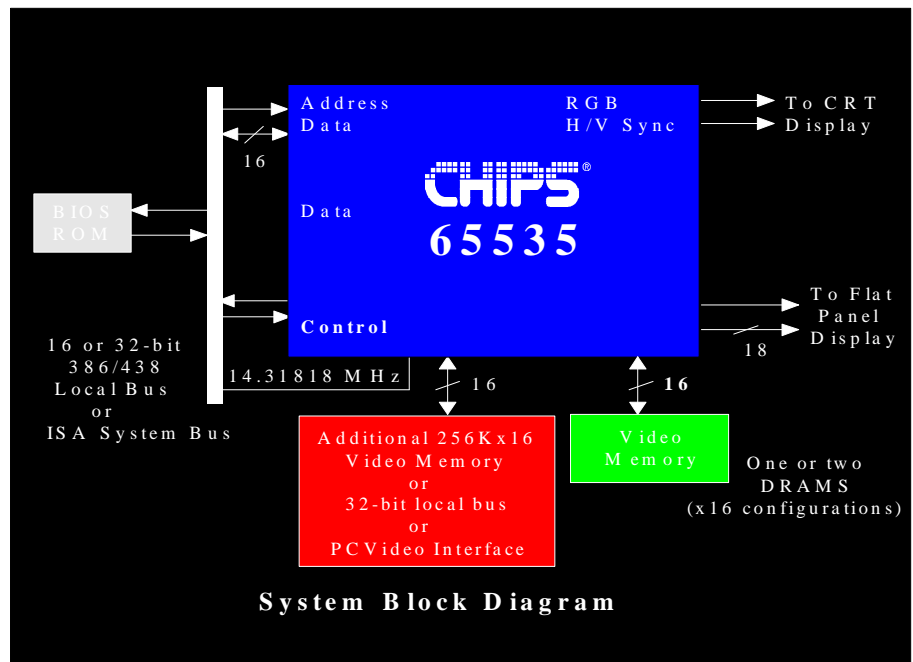 Address
Data
16
RGB
H/V Sync
To CRT
Display
CHIPS®
65535
Data
BIOS
ROM
Control
To Flat
Panel
Display
18
16 or 32-bit
386/438
Local Bus
or
ISA System Bus
14.31818 MHz
16
16
Additional 256Kx16
Video Memory
or
32-bit local bus
or
PCVideo Interface
Video
Memory
One or two
DRAMS
(x16 configurations)
System Block Diagram